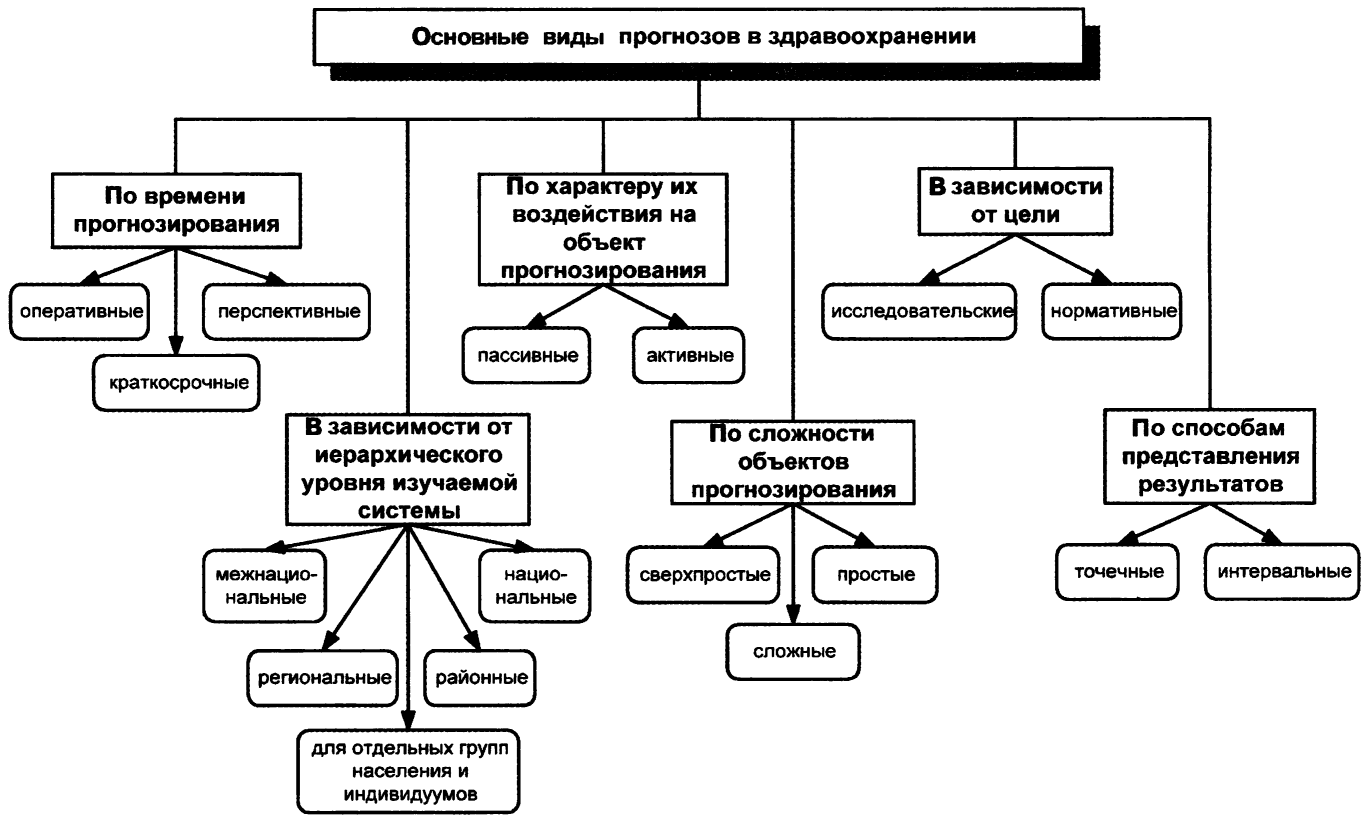 Основные виды прогнозов в здравоохранении
По времени
прогнозирования
оперативные
перспективные
краткосрочные
В зависимости от
иерархического
уровня изучаемой
системы
межнацио-
нальные
нацио-
нальные
региональные
районные
для отдельных групп
населения и
индивидуумов
По характеру их
воздействия на
объект
прогнозирования
пассивные
активные
По сложности
объектов
прогнозирования
сверхпростые
простые
сложные
В зависимости
от цели
исследовательские
нормативные
По способам
представления
результатов
точечные
интервальные